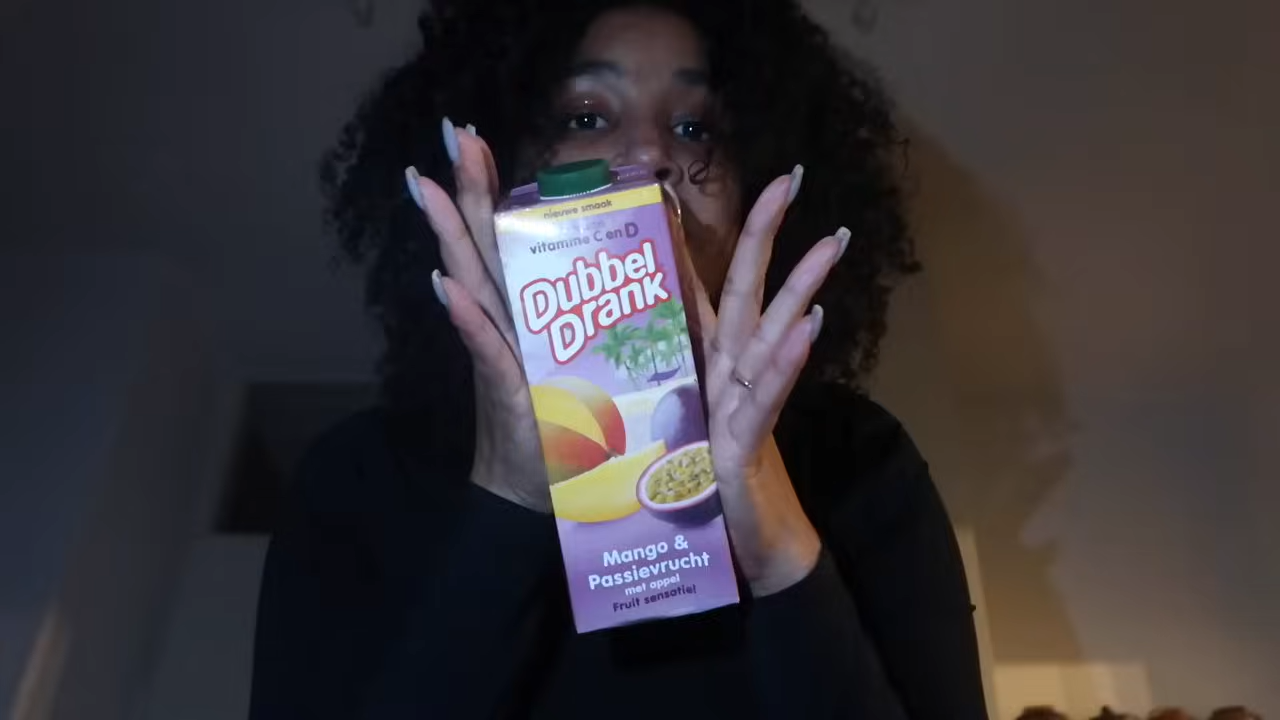 nieuwe smaak
vitamine C en D
Dubbel
Drank
Mango &
Passievrucht
met appel
Fruit sensatie!